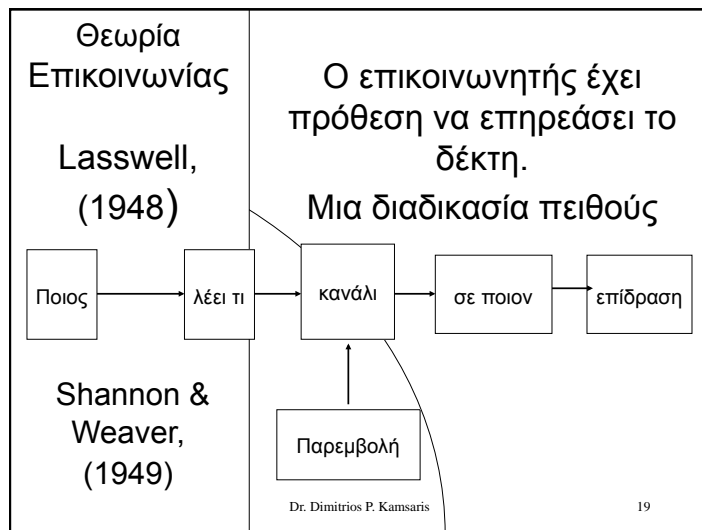 Θεωρία
Επικοινωνίας
Lasswell,
(1948)
Ο επικοινωνητής έχει
πρόθεση να επηρεάσει το
δέκτη.
Μια διαδικασία πειθούς
Ποιος
λέει τι
κανάλι
σε ποιον
επίδραση
Shannon &
Weaver,
(1949)
Παρεμβολή
Dr. Dimitrios P. Kamsaris
19